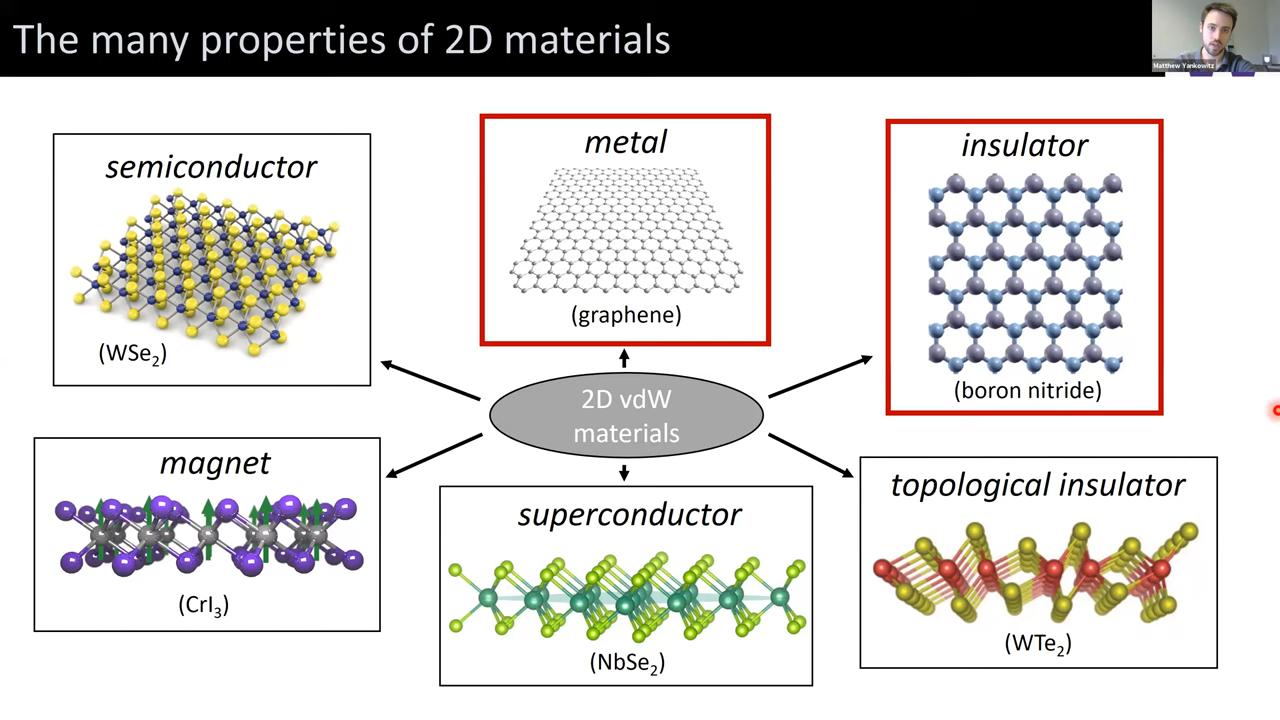 The many properties of 2D materials
Matthew Yankowitz
semiconductor
(WSe₂)
metal
(graphene)
insulator
(boron nitride)
2D vdW
materials
magnet
(CrI₃)
superconductor
(NbSe₂)
topological insulator
(WTe₂)